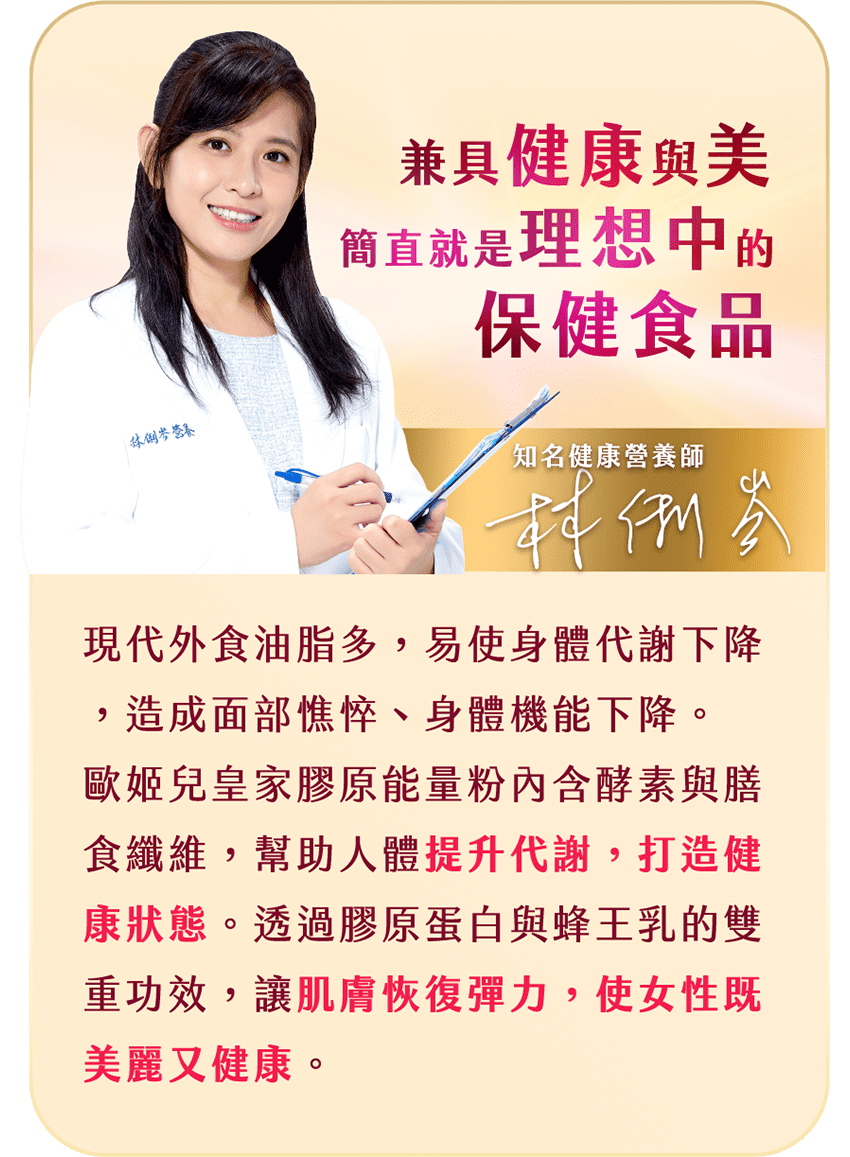 兼具健康與美
簡直就是理想中的
保健食品
林俐岑營養
知名健康營養師
林俐岑
現代外食油脂多，易使身體代謝下降
，造成面部憔悴、身體機能下降。
歐姬兒皇家膠原能量粉內含酵素與膳
食纖維，幫助人體提升代謝，打造健
康狀態。透過膠原蛋白與蜂王乳的雙
重功效，讓肌膚恢復彈力，使女性既
美麗又健康。